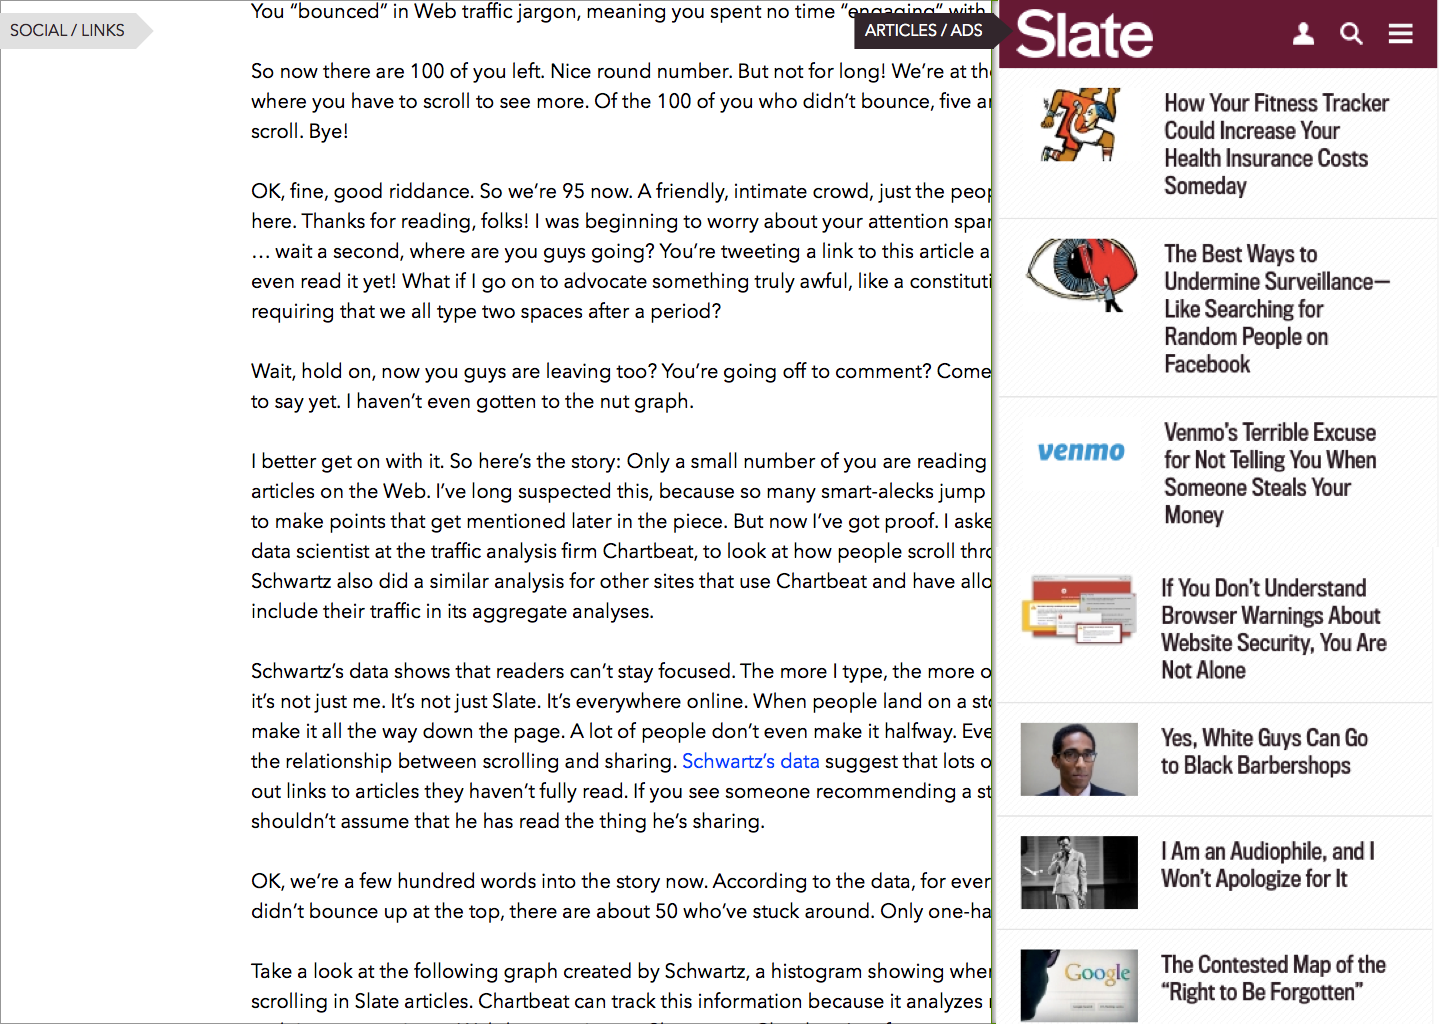 SOCIAL / LINKS
You “bounced” in Web traffic jargon, meaning you spent no time “engaging” with
So now there are 100 of you left. Nice round number. But not for long! We’re at the
where you have to scroll to see more. Of the 100 of you who didn’t bounce, five
scroll. Bye!
OK, fine, good riddance. So we’re 95 now. A friendly, intimate crowd, just the
here. Thanks for reading, folks! I was beginning to worry about your attention
… wait a second, where are you guys going? You’re tweeting a link to this article
even read it yet! What if I go on to advocate something truly awful, like a
requiring that we all type two spaces after a period?
Wait, hold on, now you guys are leaving too? You’re going off to comment? Come
to say yet. I haven’t even gotten to the nut graph.
I better get on with it. So here’s the story: Only a small number of you are reading
articles on the Web. I’ve long suspected this, because so many smart-alecks jump
to make points that get mentioned later in the piece. But now I’ve got proof. I
data scientist at the traffic analysis firm Chartbeat, to look at how people scroll
Schwartz also did a similar analysis for other sites that use Chartbeat and have
include their traffic in its aggregate analyses.
Schwartz’s data shows that readers can’t stay focused. The more I type, the more
it’s not just me. It’s not just Slate. It’s everywhere online. When people land on a
make it all the way down the page. A lot of people don’t even make it halfway.
the relationship between scrolling and sharing. Schwartz’s data suggest that lots
out links to articles they haven’t fully read. If you see someone recommending a
shouldn’t assume that he has read the thing he’s sharing.
OK, we’re a few hundred words into the story now. According to the data, for
didn’t bounce up at the top, there are about 50 who’ve stuck around. Only
Take a look at the following graph created by Schwartz, a histogram showing
scrolling in Slate articles. Chartbeat can track this information because it analyzes
ARTICLES / ADS
Slate
How Your Fitness Tracker
Could Increase Your
Health Insurance Costs
Someday
The Best Ways to
Undermine Surveillance—
Like Searching for
Random People on
Facebook
venmo
Venmo’s Terrible Excuse
for Not Telling You When
Someone Steals Your
Money
If You Don’t Understand
Browser Warnings About
Website Security, You Are
Not Alone
Yes, White Guys Can Go
to Black Barbershops
I Am an Audiophile, and I
Won’t Apologize for It
Google
The Contested Map of the
“Right to Be Forgotten”